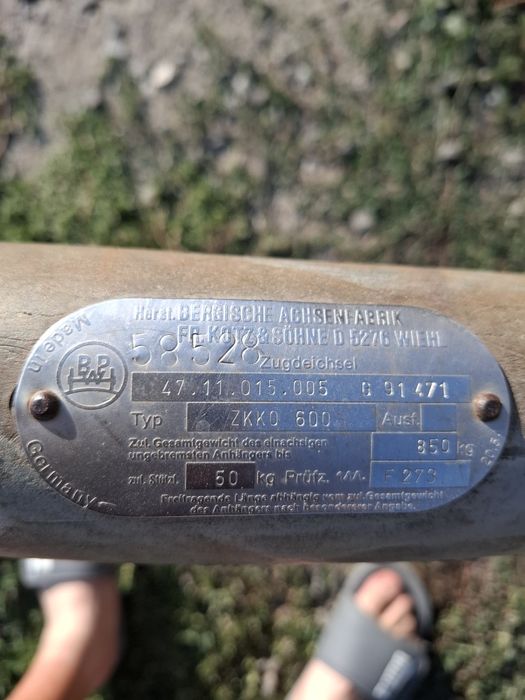 Made in
Herst. BERGISCHE ACHSENFABRIK
FR. KOTZ & SÖHNE D 5276 WIEHL
BPW
58528
Zugdeichsel
47.11.015.005 G 91 471
Typ ZKKO 600 Ausf.
Zul. Gesamtgewicht des einachsigen
ungebremsten Anhängers bis 850 kg
zul. Stützl. 50 kg Prüfz. 144 F 273
Freitragende Länge abhängig vom zul. Gesamtgewicht
des Anhängers nach besonderer Angabe.
Germany